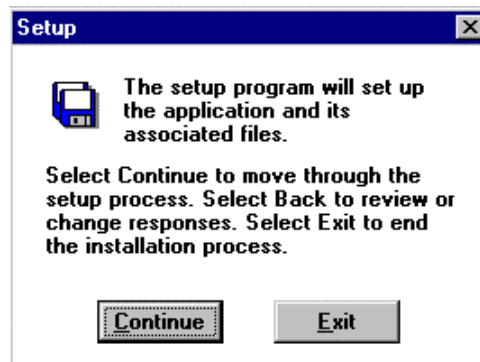 Setup
The setup program will set up
the application and its
associated files.
Select Continue to move through the
setup process. Select Back to review or
change responses. Select Exit to end
the installation process.
Continue
Exit